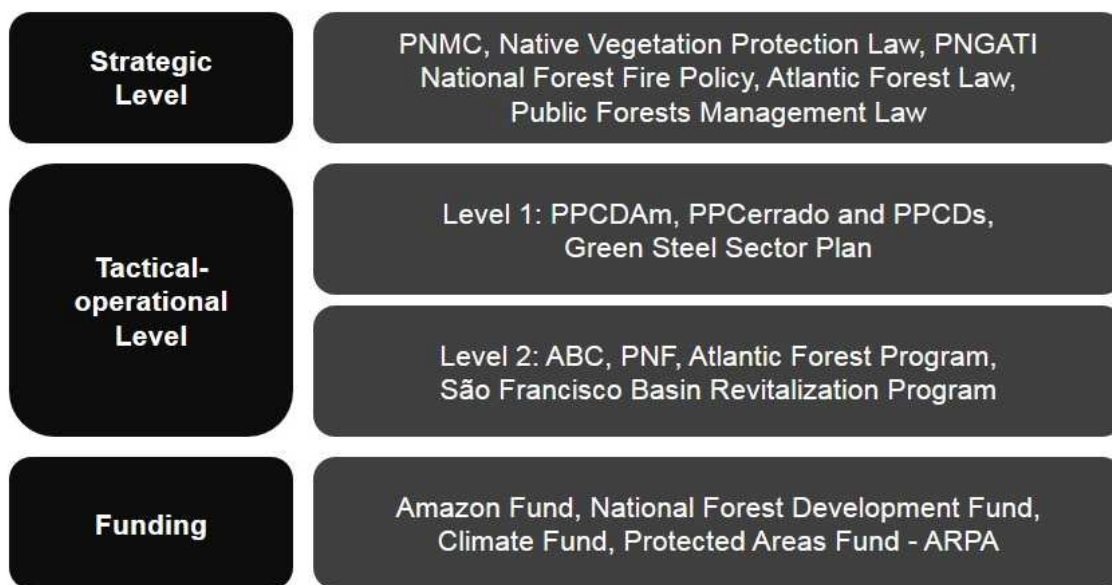 Strategic
Level
PNMC, Native Vegetation Protection Law, PNGATI
National Forest Fire Policy, Atlantic Forest Law,
Public Forests Management Law
Tactical-
operational
Level
Level 1: PPCDAm, PPCerrado and PPCDs,
Green Steel Sector Plan
Level 2: ABC, PNF, Atlantic Forest Program,
São Francisco Basin Revitalization Program
Funding
Amazon Fund, National Forest Development Fund,
Climate Fund, Protected Areas Fund - ARPA